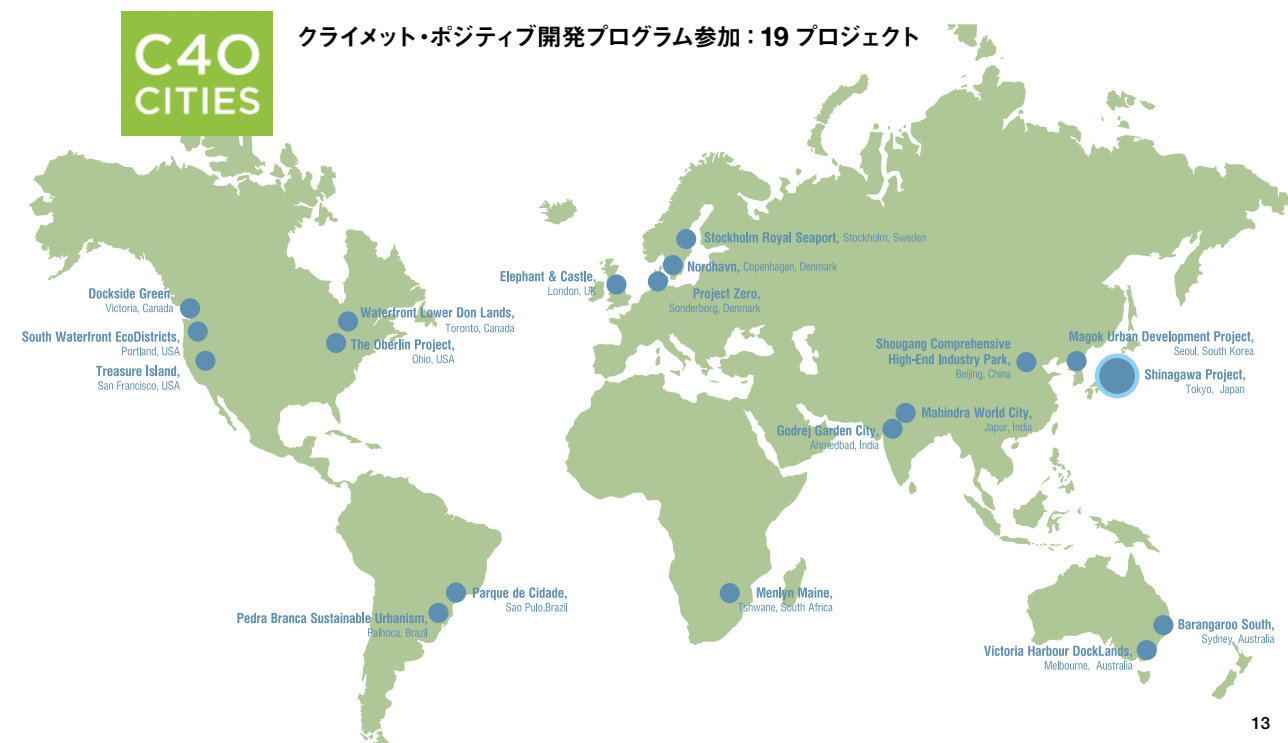 C40
CITIES
クライメット・ポジティブ開発プログラム参加：19 プロジェクト
Stockholm Royal Seaport, Stockholm, Sweden
Nordhavn, Copenhagen, Denmark
Elephant & Castle,
London, UK
Project Zero,
Sonderborg, Denmark
Dockside Green,
Victoria, Canada
South Waterfront EcoDistricts,
Portland, USA
Treasure Island,
San Francisco, USA
Waterfront Lower Don Lands,
Toronto, Canada
The Oberlin Project,
Ohio, USA
Shougang Comprehensive
High-End Industry Park,
Beijing, China
Magok Urban Development Project,
Seoul, South Korea
Shinagawa Project,
Tokyo, Japan
Mahindra World City,
Japur, India
Godrej Garden City,
Ahmedbad, India
Parque de Cidade,
Sao Pulo,Brazil
Pedra Branca Sustainable Urbanism,
Palhoca, Brazil
Menlyn Maine,
Tshwane, South Africa
Barangaroo South,
Sydney, Australia
Victoria Harbour DockLands,
Melbourne, Australia
13